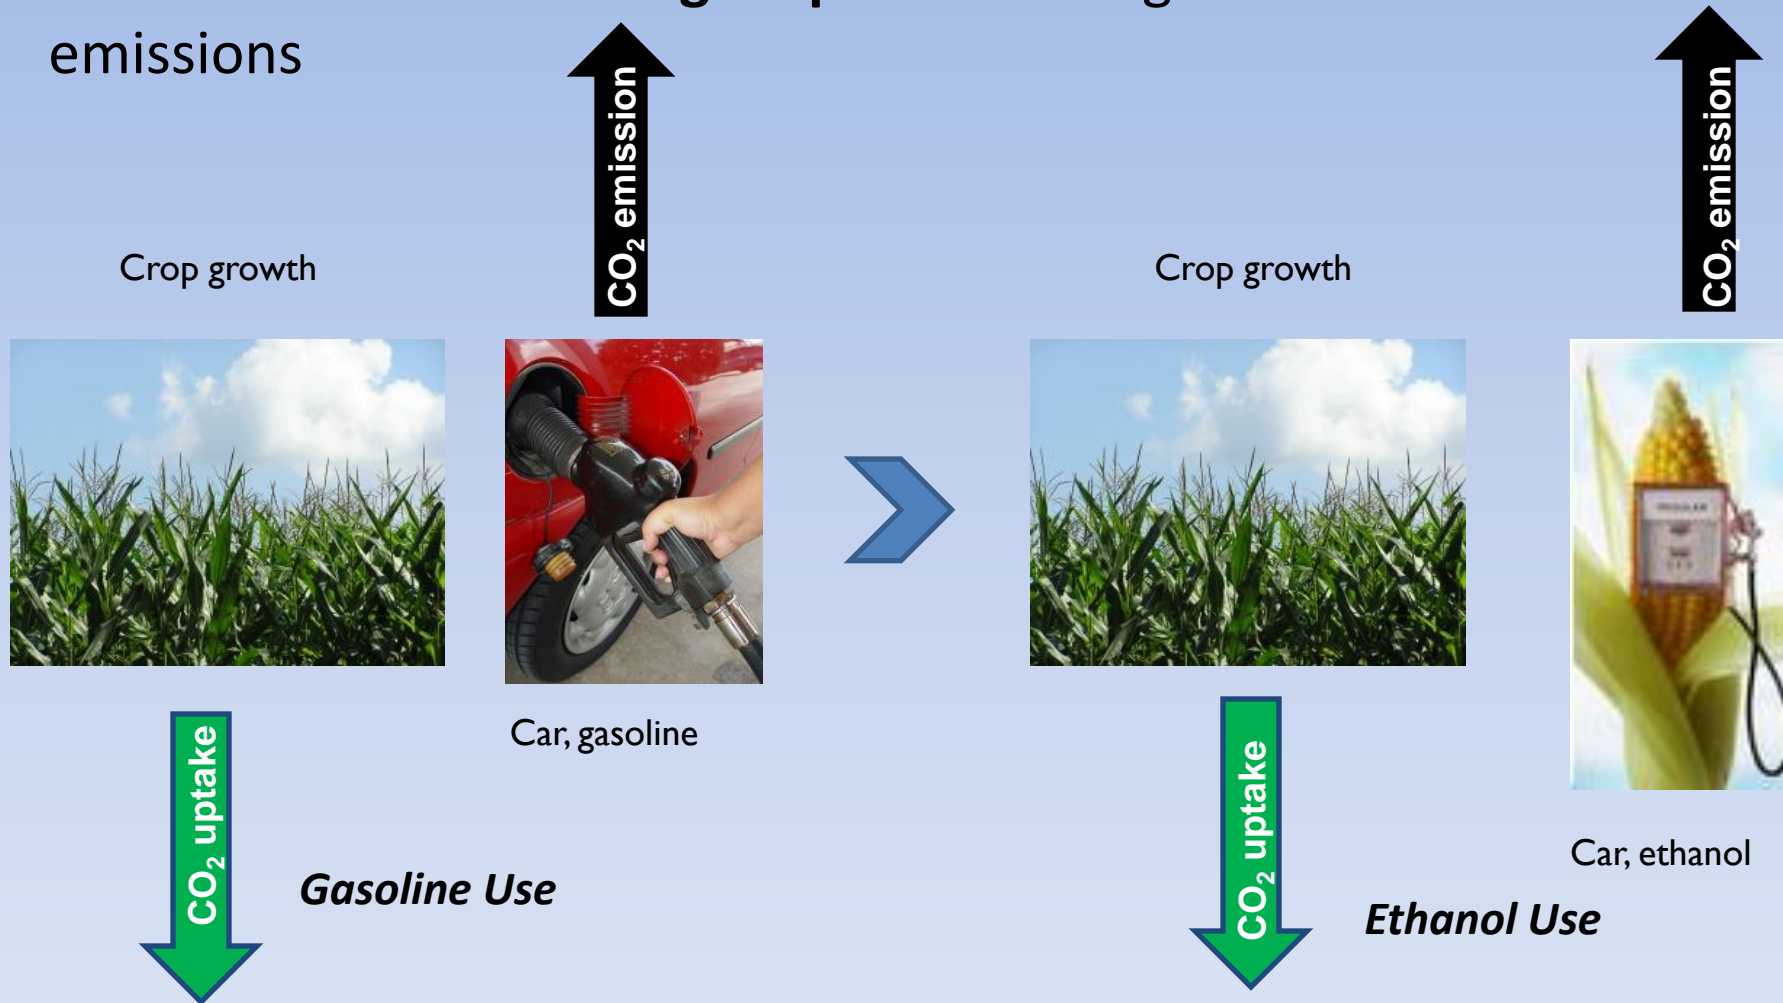 emissions
CO₂ emission
CO₂ emission
Crop growth
Crop growth
Car, gasoline
CO₂ uptake
Gasoline Use
CO₂ uptake
Car, ethanol
Ethanol Use